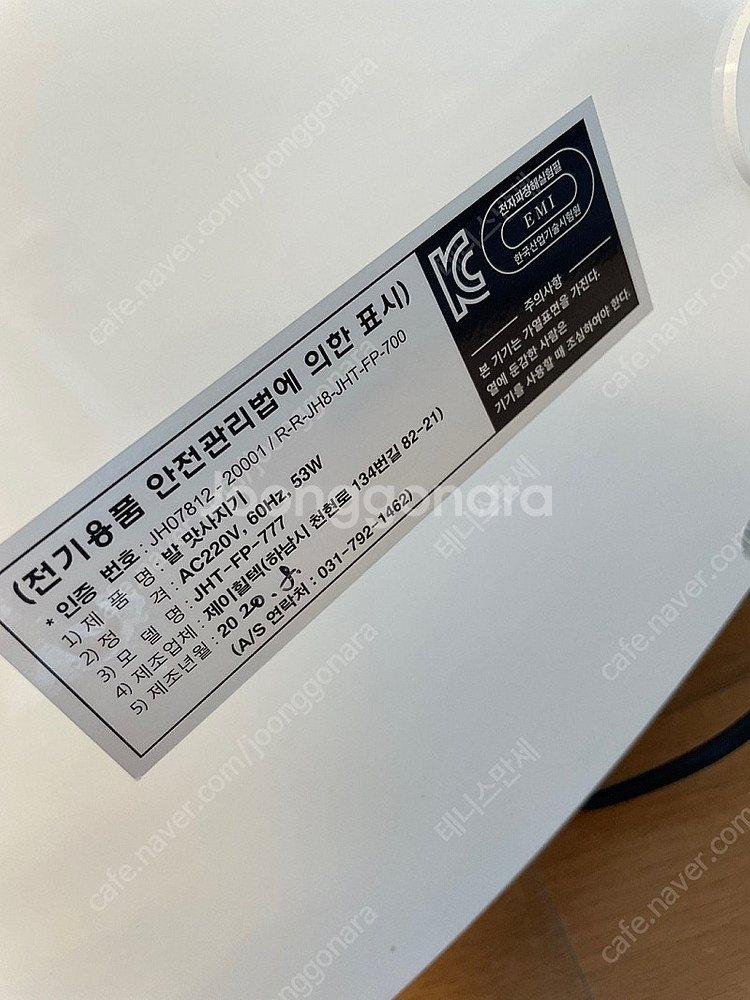 (전기용품 안전관리법에 의한 표시)
* 인증 번호 : JH07812-20001 / R-R-JH8-JHT-FP-700
1) 제 품 명 : 발 맛사지기
2) 정 격 : AC220V, 60Hz, 53W
3) 모 델 명 : JHT-FP-777
4) 제조업체 : 제이힐텍(하남시 천현로 134번길 82-21)
5) 제조년월 : 2020. 8
(A/S 연락처 : 031-792-1462)
전자파장해실험필
EMI
한국산업기술시험원
주의사항
본 기기는 가열표면을 가진다.
열에 둔감한 사람은
기기를 사용할 때 조심하여야 한다.
joonggonara
cafe.naver.com/joonggonara
테니스만세